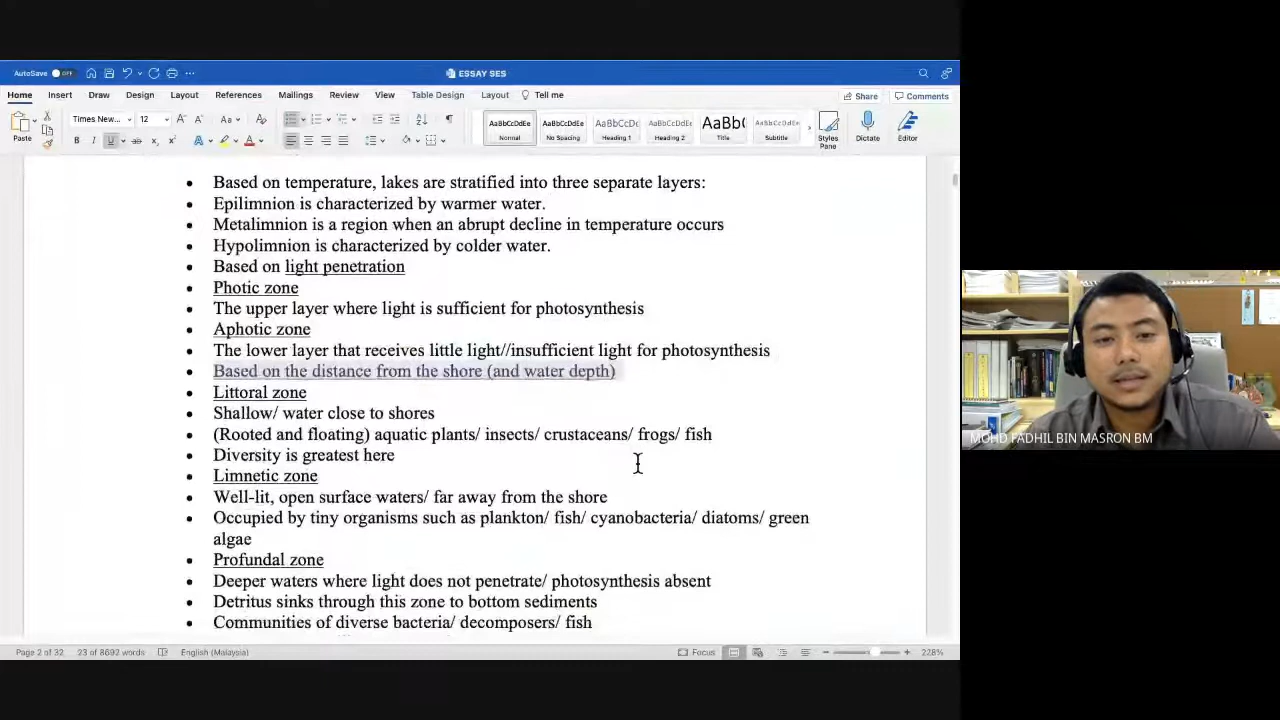 AutoSave OFF
ESSAY SES
Home Insert Draw Design Layout References Mailings Review View Table Design Layout Tell me
Share Comments
Paste
Times New... 12
AaBbCcDdEe AaBbCcDdEe AaBbCcDc AaBbCcDdEe AaBb( AaBbCcDdEe
Normal No Spacing Heading 1 Heading 2 Title Subtitle
Styles Pane
Dictate
Editor
• Based on temperature, lakes are stratified into three separate layers:
• Epilimnion is characterized by warmer water.
• Metalimnion is a region when an abrupt decline in temperature occurs
• Hypolimnion is characterized by colder water.
• Based on light penetration
• Photic zone
• The upper layer where light is sufficient for photosynthesis
• Aphotic zone
• The lower layer that receives little light//insufficient light for photosynthesis
• Based on the distance from the shore (and water depth)
• Littoral zone
• Shallow/ water close to shores
• (Rooted and floating) aquatic plants/ insects/ crustaceans/ frogs/ fish
• Diversity is greatest here
• Limnetic zone
• Well-lit, open surface waters/ far away from the shore
• Occupied by tiny organisms such as plankton/ fish/ cyanobacteria/ diatoms/ green
algae
• Profundal zone
• Deeper waters where light does not penetrate/ photosynthesis absent
• Detritus sinks through this zone to bottom sediments
• Communities of diverse bacteria/ decomposers/ fish
MOHD FADHIL BIN MASRON BM
Page 2 of 32 23 of 8692 words English (Malaysia) Focus 228%